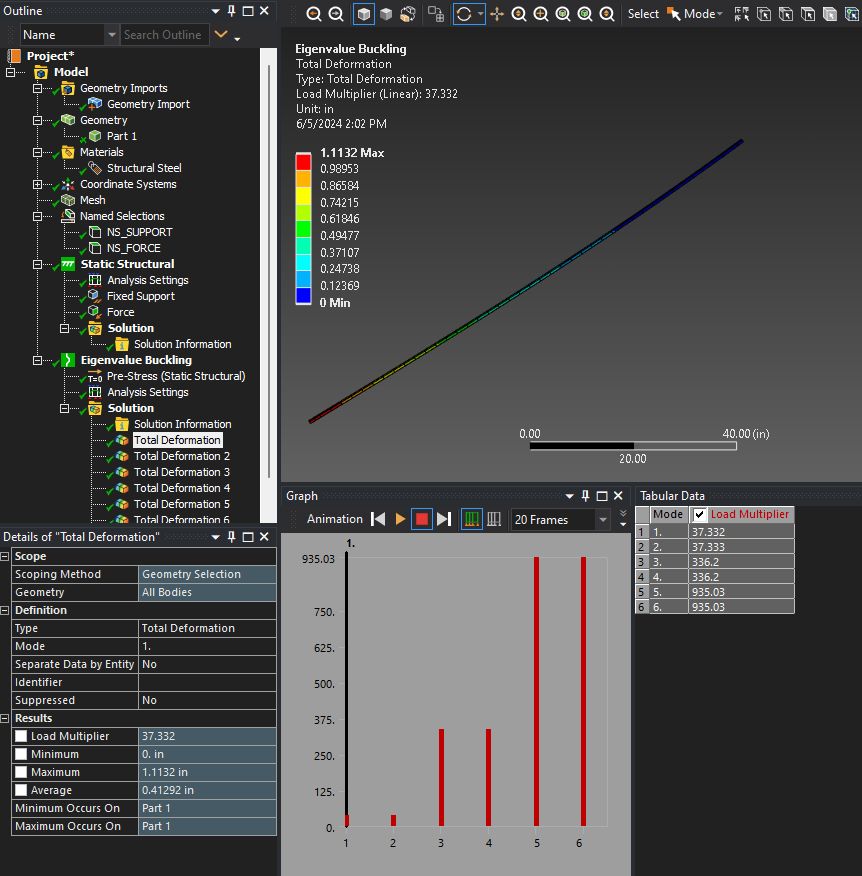 Outline
Name
Search Outline
Project*
Model
Geometry Imports
Geometry Import
Geometry
Part 1
Materials
Structural Steel
Coordinate Systems
Mesh
Named Selections
NS_SUPPORT
NS_FORCE
Static Structural
Analysis Settings
Fixed Support
Force
Solution
Solution Information
Eigenvalue Buckling
T=0 Pre-Stress (Static Structural)
Analysis Settings
Solution
Solution Information
Total Deformation
Total Deformation 2
Total Deformation 3
Total Deformation 4
Total Deformation 5
Total Deformation 6
Details of "Total Deformation"
Scope
Scoping Method Geometry Selection
Geometry All Bodies
Definition
Type Total Deformation
Mode 1.
Separate Data by Entity No
Identifier
Suppressed No
Results
Load Multiplier 37.332
Minimum 0. in
Maximum 1.1132 in
Average 0.41292 in
Minimum Occurs On Part 1
Maximum Occurs On Part 1
Select Mode
Eigenvalue Buckling
Total Deformation
Type: Total Deformation
Load Multiplier (Linear): 37.332
Unit: in
6/5/2024 2:02 PM
1.1132 Max
0.98953
0.86584
0.74215
0.61846
0.49477
0.37107
0.24738
0.12369
0 Min
0.00 40.00 (in)
20.00
Graph
Animation 20 Frames
1.
935.03
750.
625.
500.
375.
250.
125.
0.
1 2 3 4 5 6
Tabular Data
Mode Load Multiplier
1 1. 37.332
2 2. 37.333
3 3. 336.2
4 4. 336.2
5 5. 935.03
6 6. 935.03